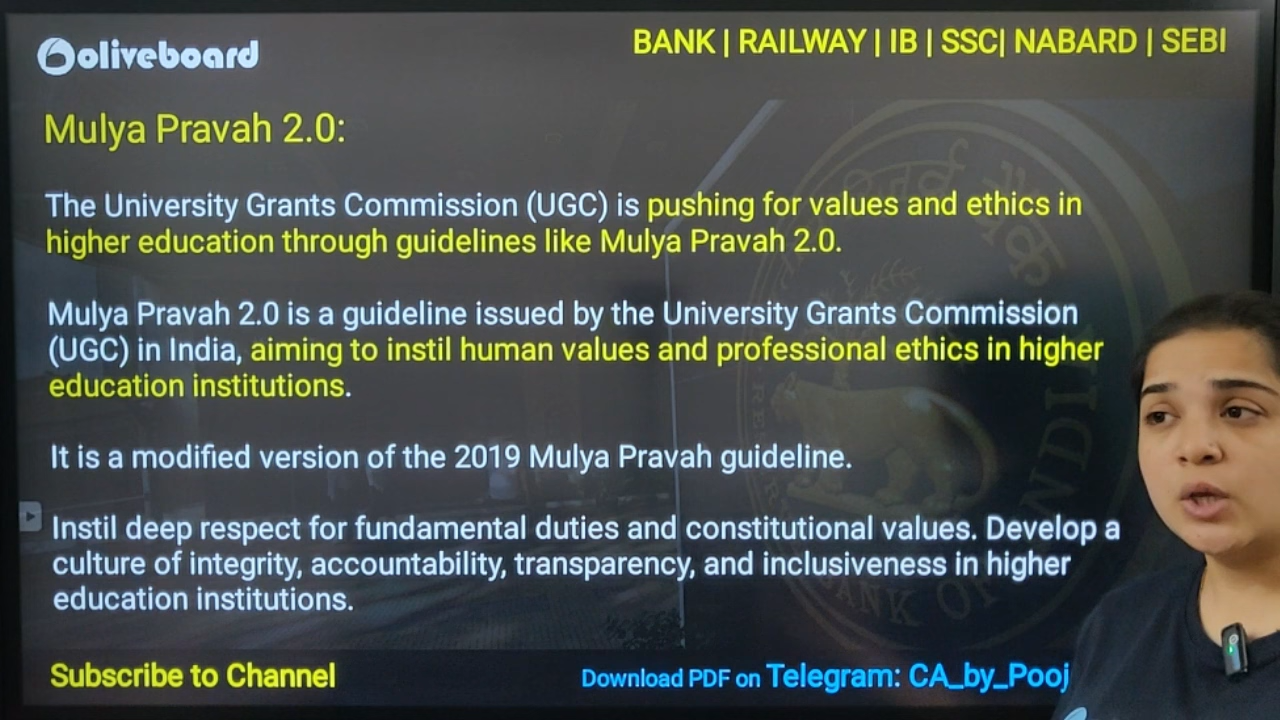 oliveboard
BANK | RAILWAY | IB | SSC| NABARD | SEBI
Mulya Pravah 2.0:
The University Grants Commission (UGC) is pushing for values and ethics in
higher education through guidelines like Mulya Pravah 2.0.
Mulya Pravah 2.0 is a guideline issued by the University Grants Commission
(UGC) in India, aiming to instil human values and professional ethics in higher
education institutions.
It is a modified version of the 2019 Mulya Pravah guideline.
Instil deep respect for fundamental duties and constitutional values. Develop a
culture of integrity, accountability, transparency, and inclusiveness in higher
education institutions.
Subscribe to Channel
Download PDF on Telegram: CA_by_Pooj